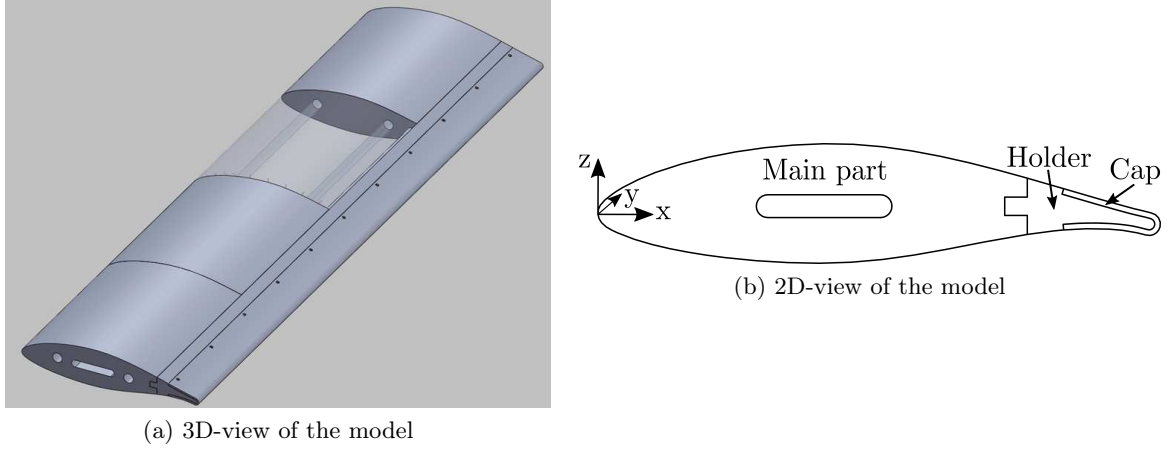 z
y
x
Main part
Holder
Cap
(b) 2D-view of the model
(a) 3D-view of the model